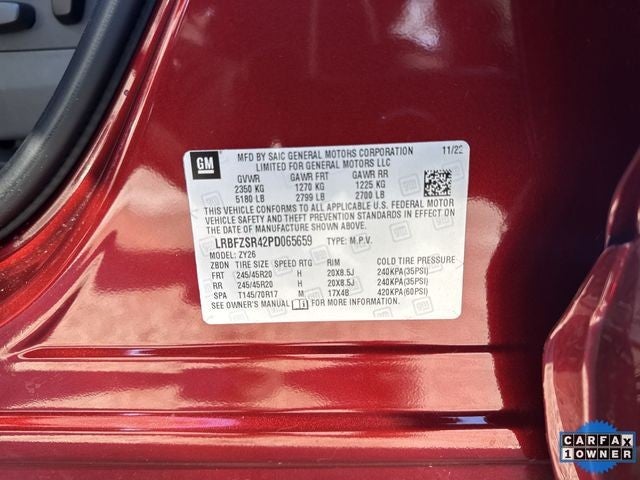 GM
MFD BY SAIC GENERAL MOTORS CORPORATION 11/22
LIMITED FOR GENERAL MOTORS LLC
GVWR GAWR FRT GAWR RR
2350 KG 1270 KG 1225 KG
5180 LB 2799 LB 2700 LB
THIS VEHICLE CONFORMS TO ALL APPLICABLE U.S. FEDERAL MOTOR
VEHICLE SAFETY AND THEFT PREVENTION STANDARDS IN EFFECT ON
THE DATE OF MANUFACTURE SHOWN ABOVE.
LRBFZSR42PD065659 TYPE: M.P.V.
MODEL: ZY26
ZBDN TIRE SIZE SPEED RTG RIM COLD TIRE PRESSURE
FRT 245/45R20 H 20X8.5J 240KPA(35PSI)
RR 245/45R20 H 20X8.5J 240KPA(35PSI)
SPA T145/70R17 M 17X4B 420KPA(60PSI)
SEE OWNER'S MANUAL FOR MORE INFORMATION.
CARFAX
1 OWNER